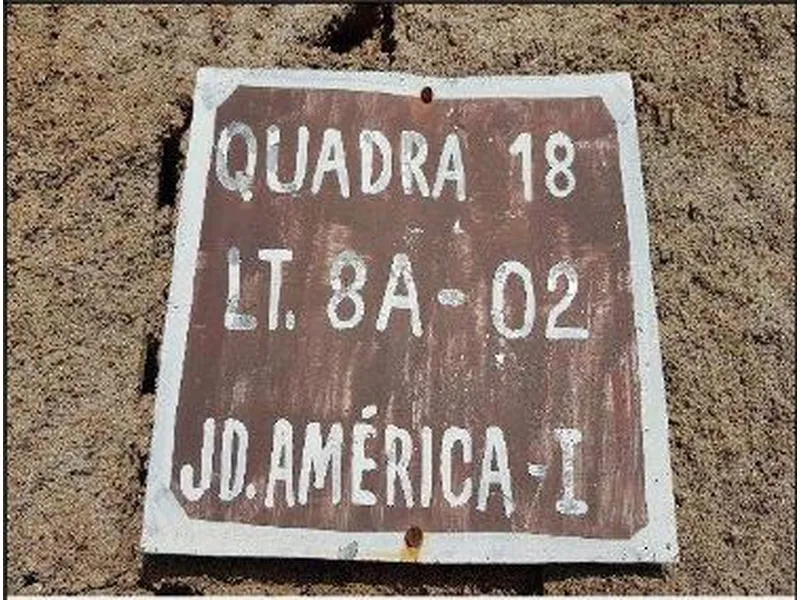 QUADRA 18
LT. 8A - 02
JD. AMÉRICA - I